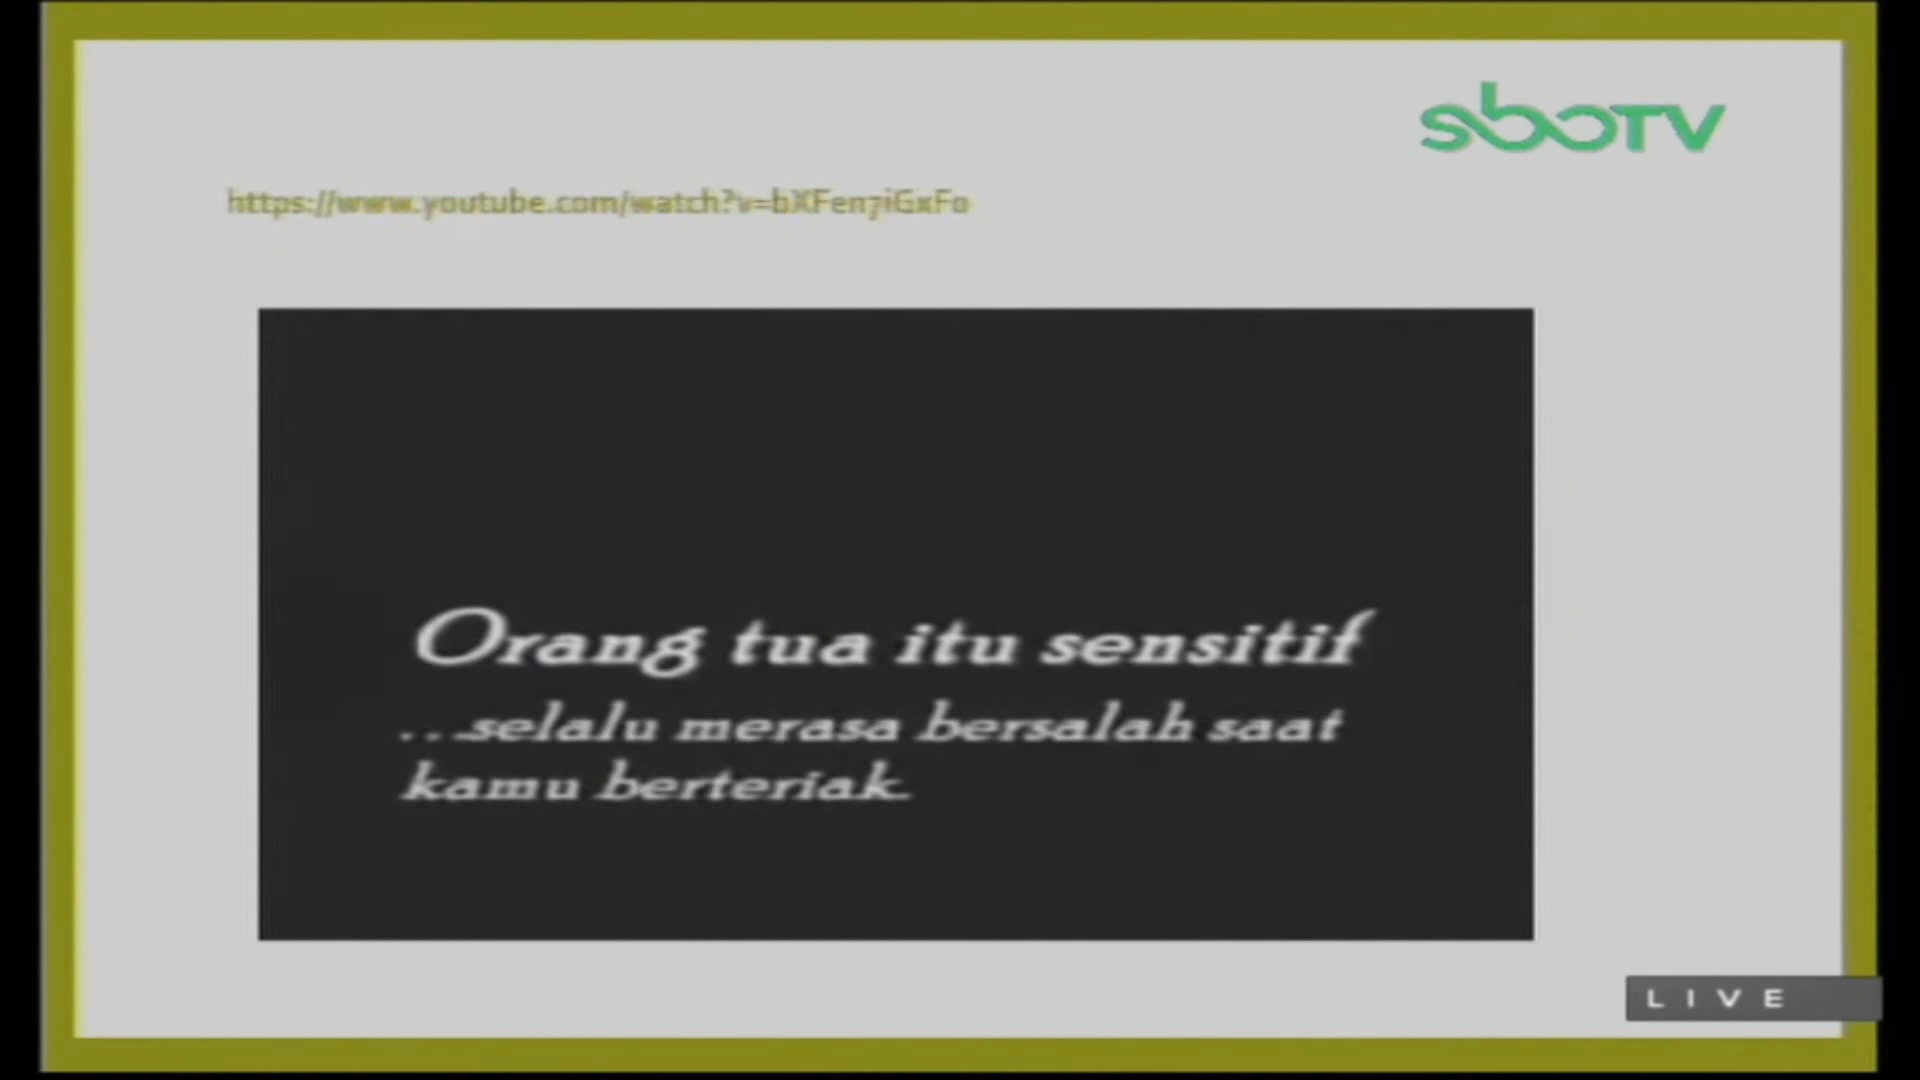 sboTV
https://www.youtube.com/watch?v=bXFen7iGxFo
Orang tua itu sensitif
...selalu merasa bersalah saat
kamu berteriak.
LIVE